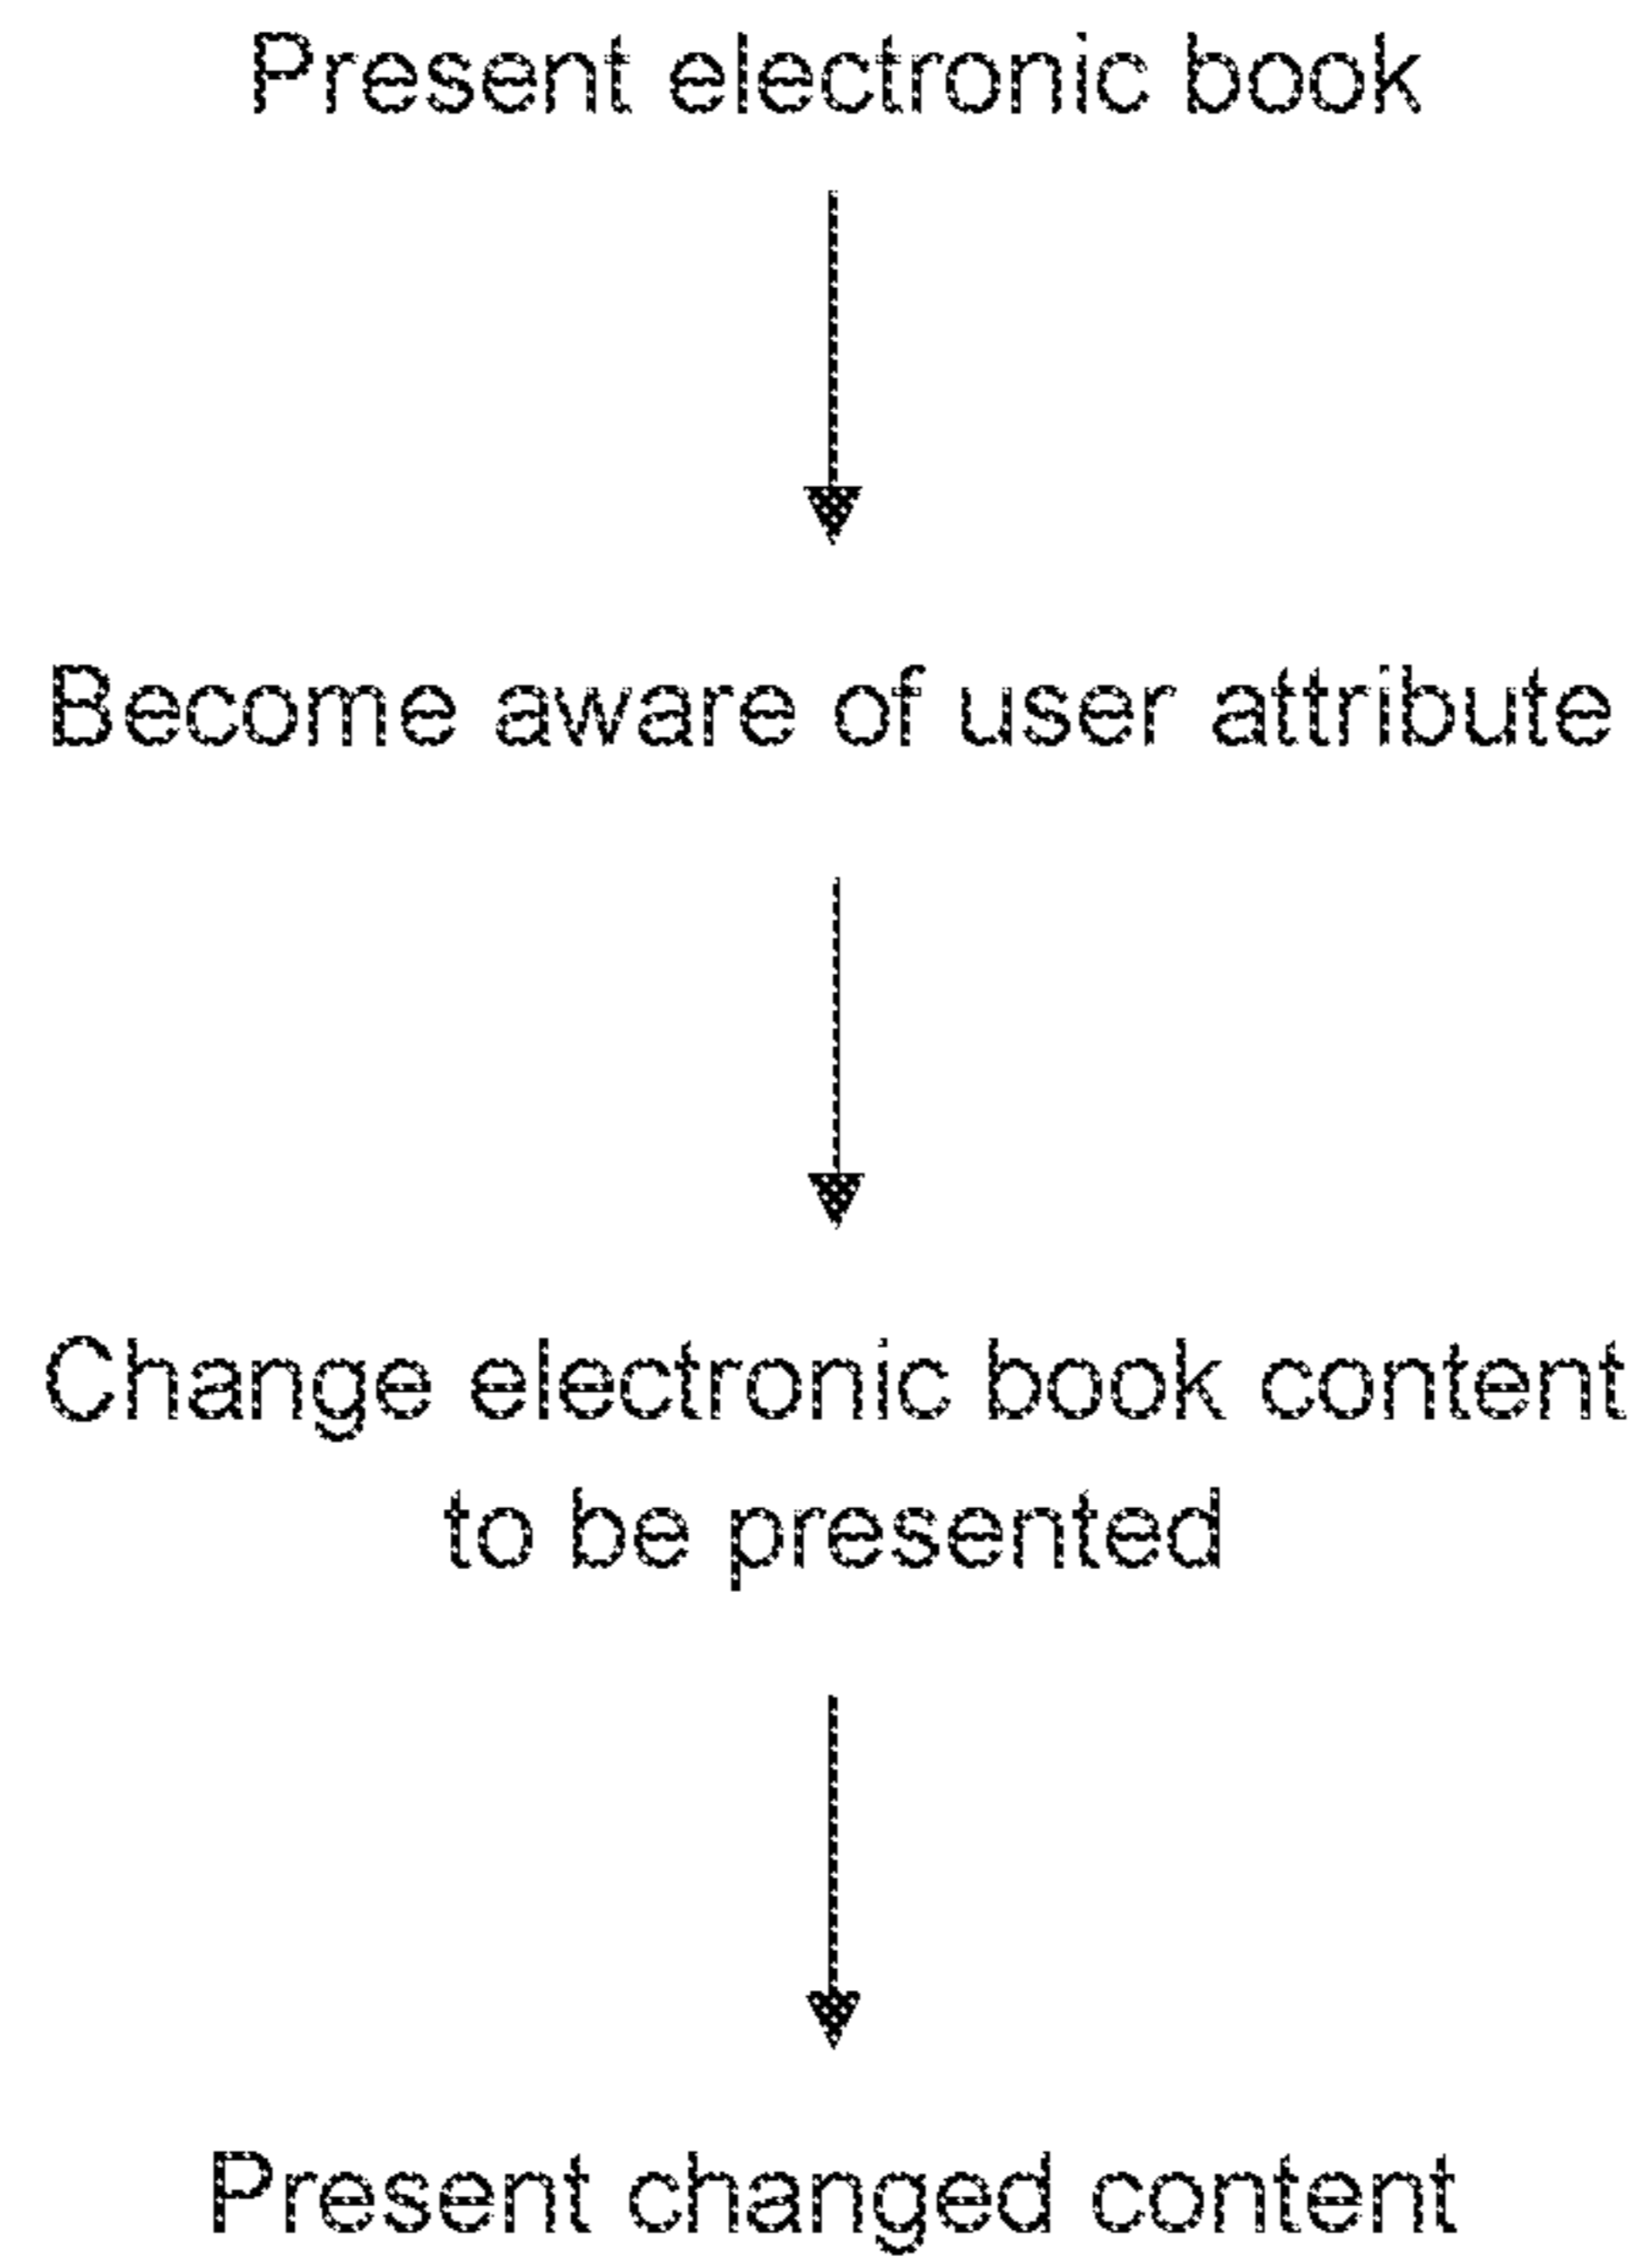 Present electronic book
Become aware of user attribute
Change electronic book content
to be presented
Present changed content